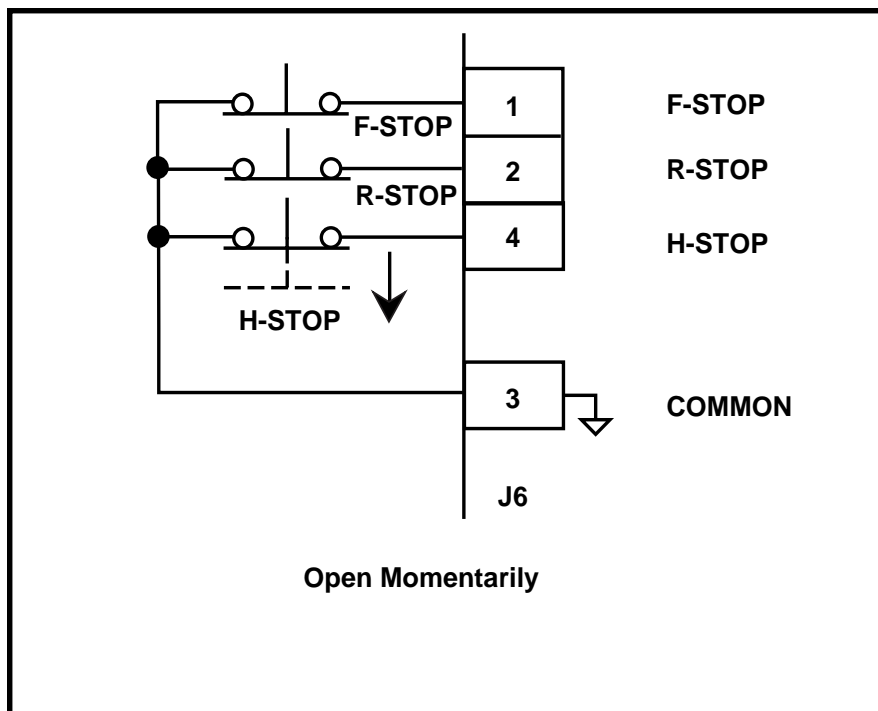 1 F-STOP
F-STOP
2 R-STOP
R-STOP
4 H-STOP
H-STOP
3 COMMON
J6
Open Momentarily